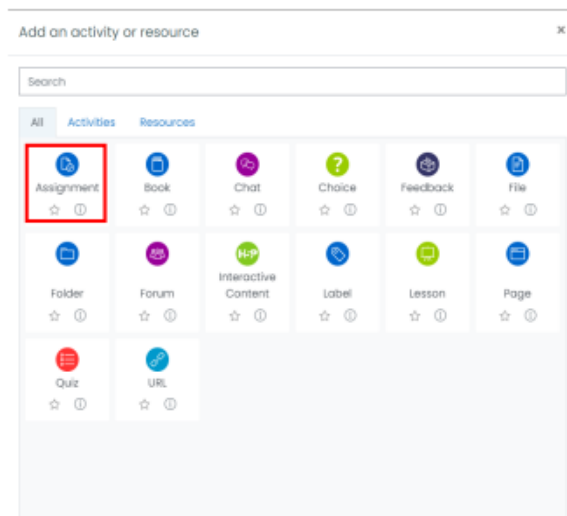 Add an activity or resource ×
Search
All Activities Resources
Assignment Book Chat Choice Feedback File
Folder Forum H-P Interactive Content Label Lesson Page
Quiz URL